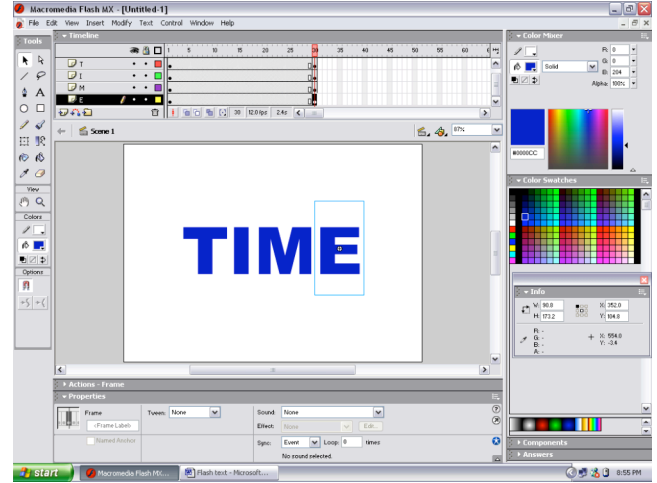 Macromedia Flash MX - [Untitled-1]
File Edit View Insert Modify Text Control Window Help
Tools
View
Colors
Options
Timeline
1 5 10 15 20 25 30 35 40 45 50 55 60
T
I
M
E
30 12.0 fps 2.4s
Scene 1
87%
TIME
Actions - Frame
Properties
Frame
Tween: None
Sound: None
<Frame Label>
Effect: None Edit...
Named Anchor
Sync: Event Loop: 0 times
No sound selected.
Color Mixer
Solid
R: 0
G: 0
B: 204
Alpha: 100%
#0000CC
Color Swatches
Info
W: 98.8 X: 352.0
H: 173.2 Y: 104.8
R: -
G: -
B: -
A: -
X: 554.0
Y: -3.4
Components
Answers
start
Macromedia Flash MX...
Flash text - Microsoft...
8:55 PM